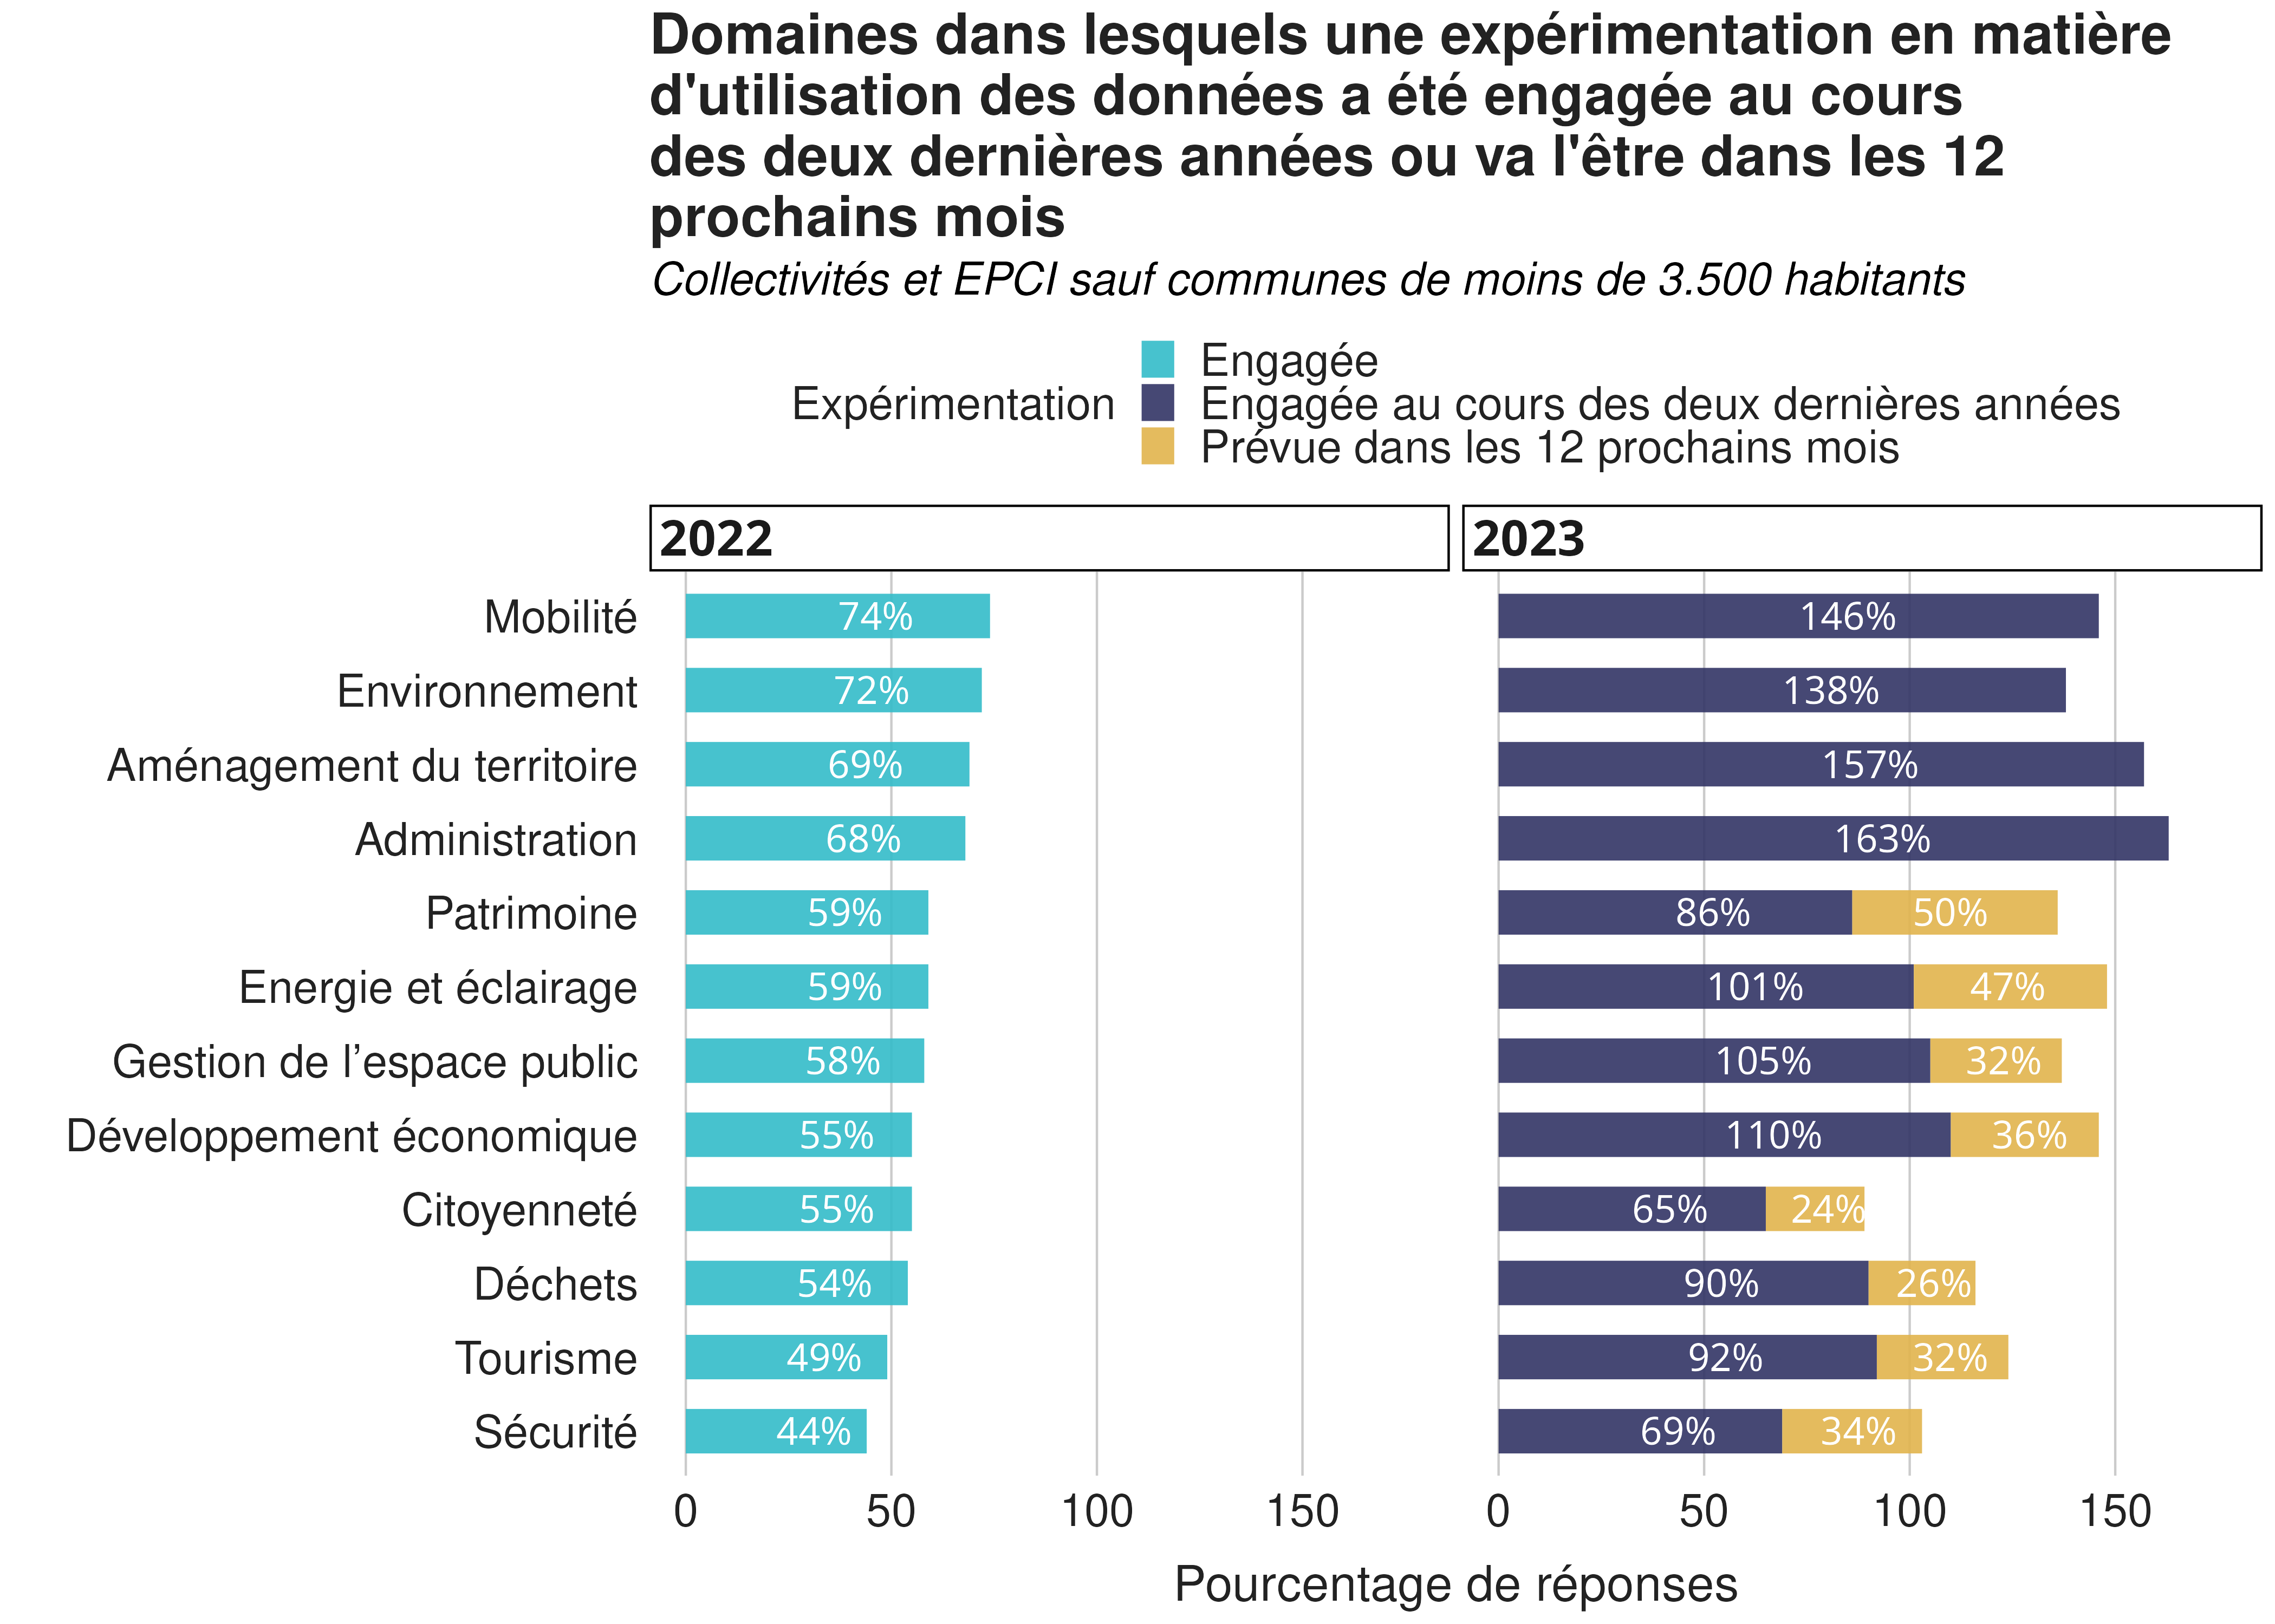 Domaines dans lesquels une expérimentation en matière
d'utilisation des données a été engagée au cours
des deux dernières années ou va l'être dans les 12
prochains mois
Collectivités et EPCI sauf communes de moins de 3.500 habitants
Expérimentation
Engagée
Engagée au cours des deux dernières années
Prévue dans les 12 prochains mois
2022 2023
Mobilité 74% 146%
Environnement 72% 138%
Aménagement du territoire 69% 157%
Administration 68% 163%
Patrimoine 59% 86% 50%
Energie et éclairage 59% 101% 47%
Gestion de l’espace public 58% 105% 32%
Développement économique 55% 110% 36%
Citoyenneté 55% 65% 24%
Déchets 54% 90% 26%
Tourisme 49% 92% 32%
Sécurité 44% 69% 34%
0 50 100 150 0 50 100 150
Pourcentage de réponses